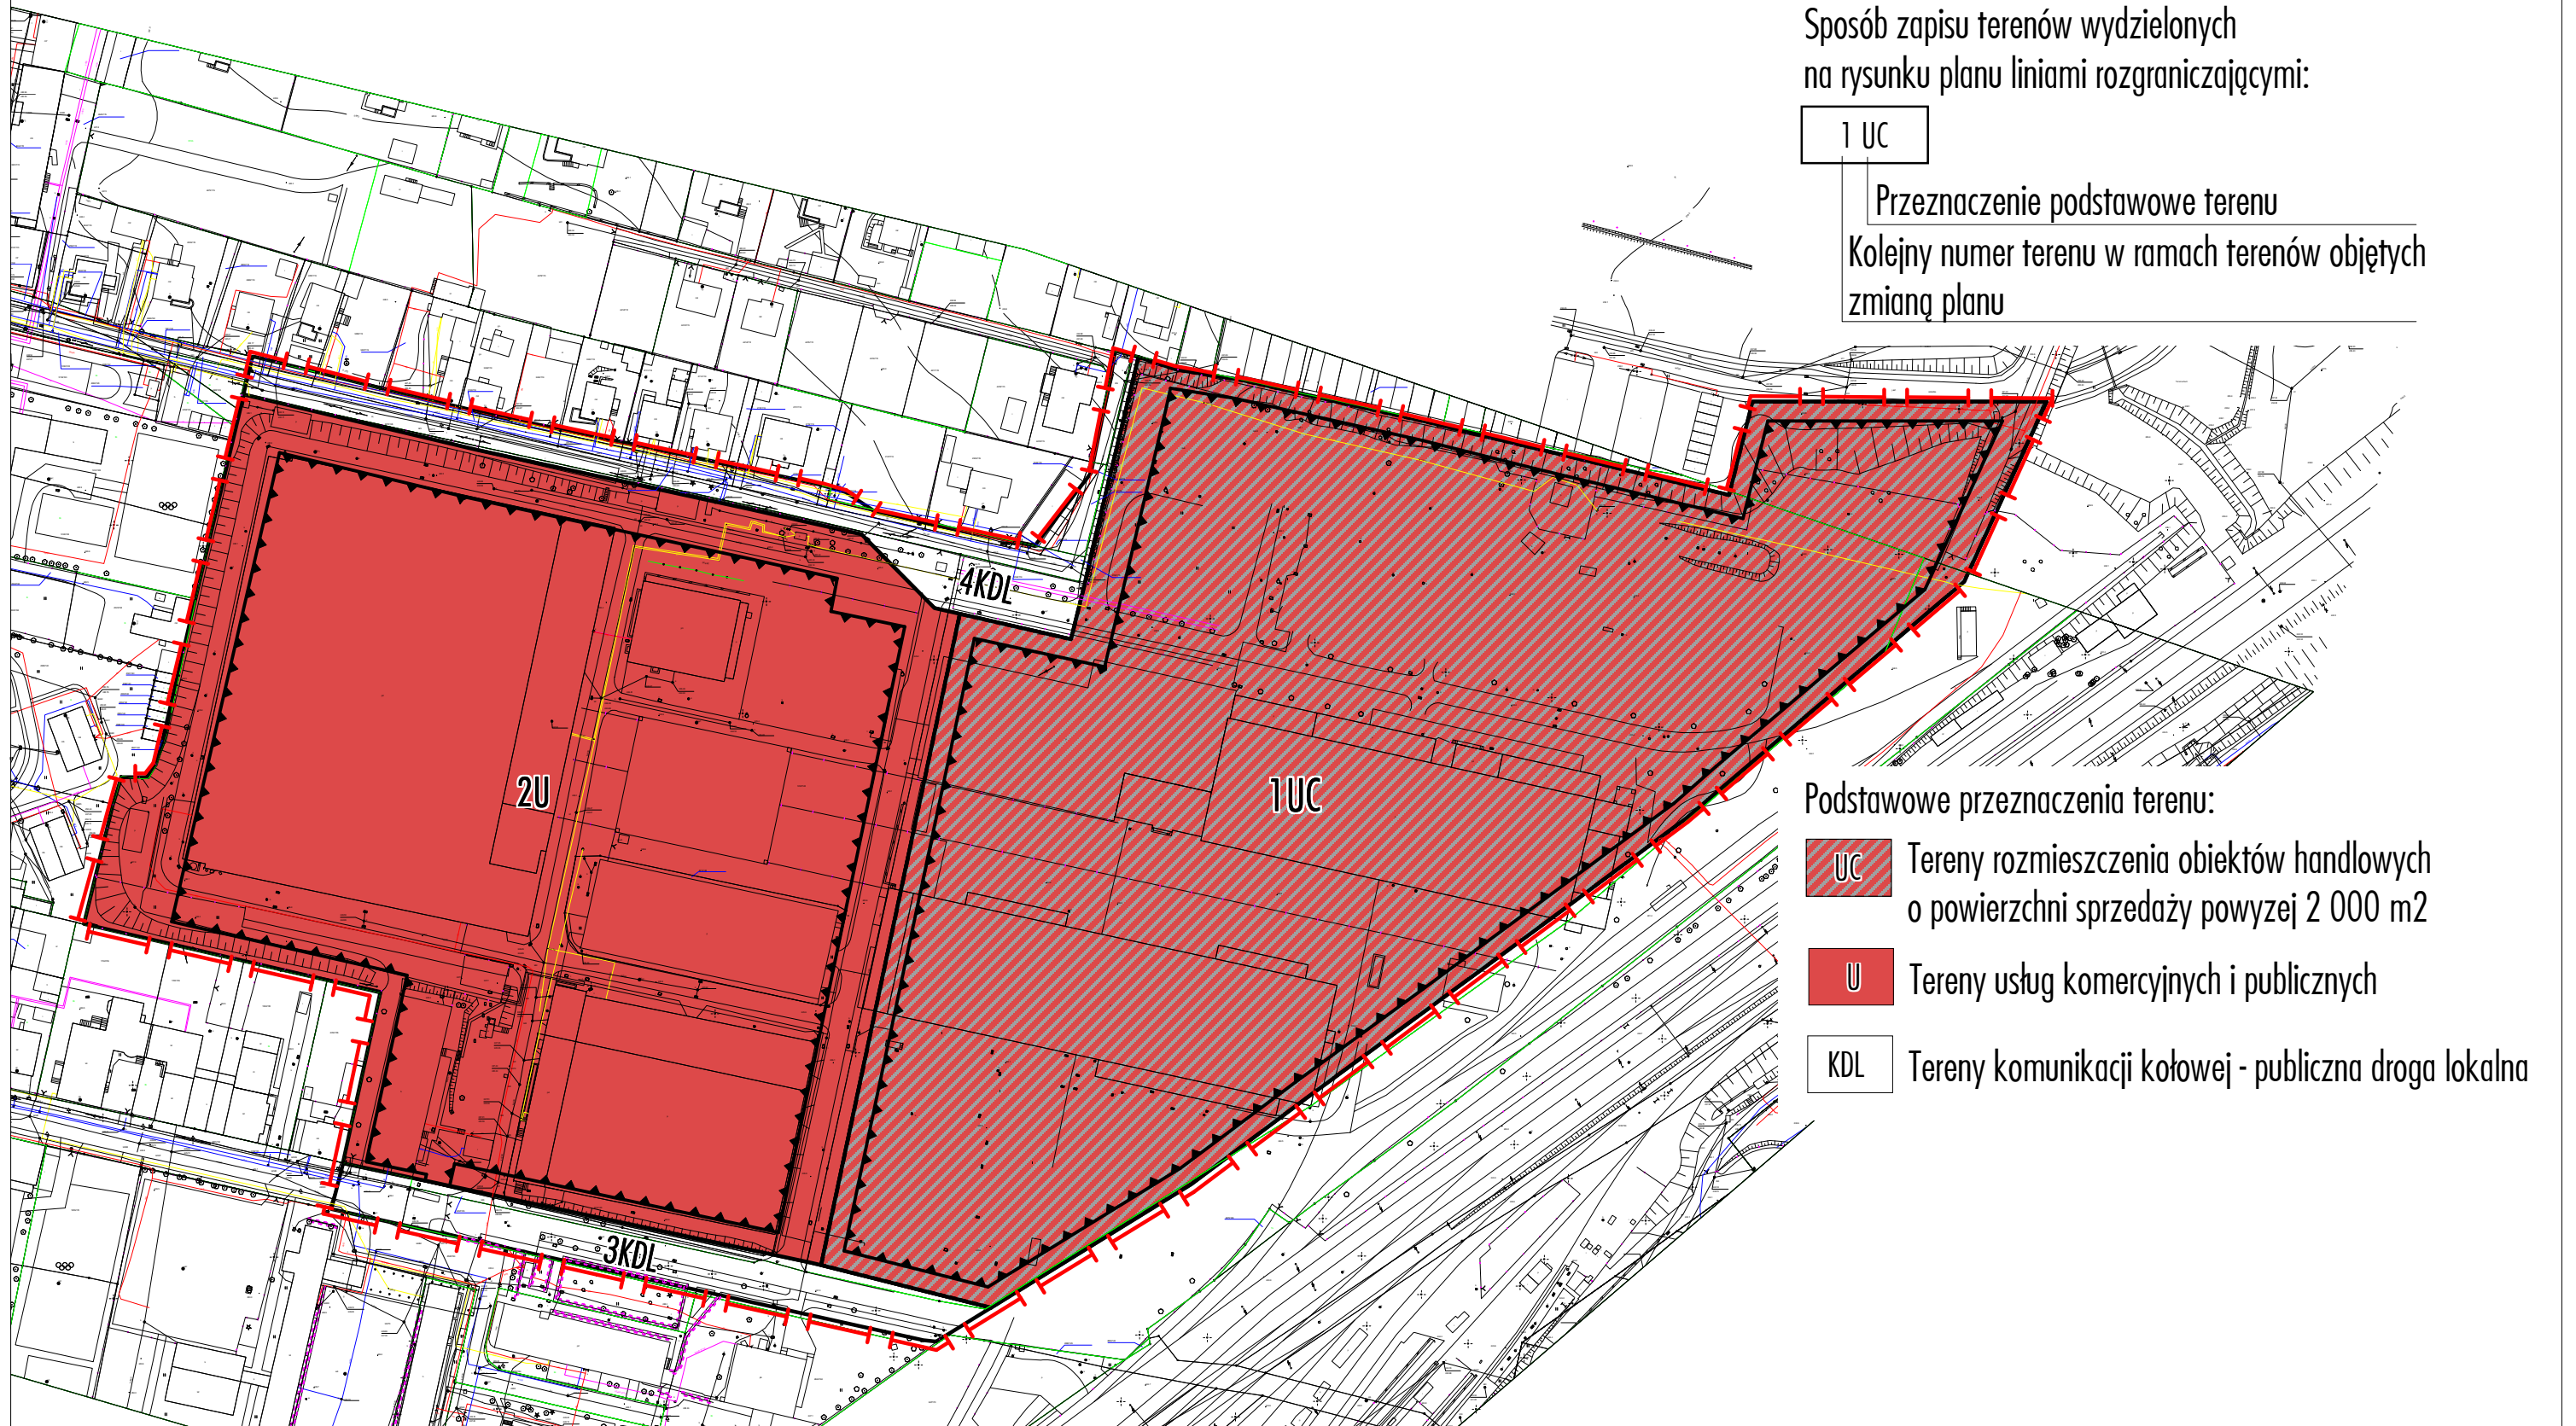 Sposób zapisu terenów wydzielonych
na rysunku planu liniami rozgraniczającymi:
1 UC
Przeznaczenie podstawowe terenu
Kolejny numer terenu w ramach terenów objętych
zmianą planu
4KDL
2U
1UC
3KDL
Podstawowe przeznaczenia terenu:
UC
Tereny rozmieszczenia obiektów handlowych
o powierzchni sprzedaży powyzej 2 000 m2
U
Tereny usług komercyjnych i publicznych
KDL
Tereny komunikacji kołowej - publiczna droga lokalna